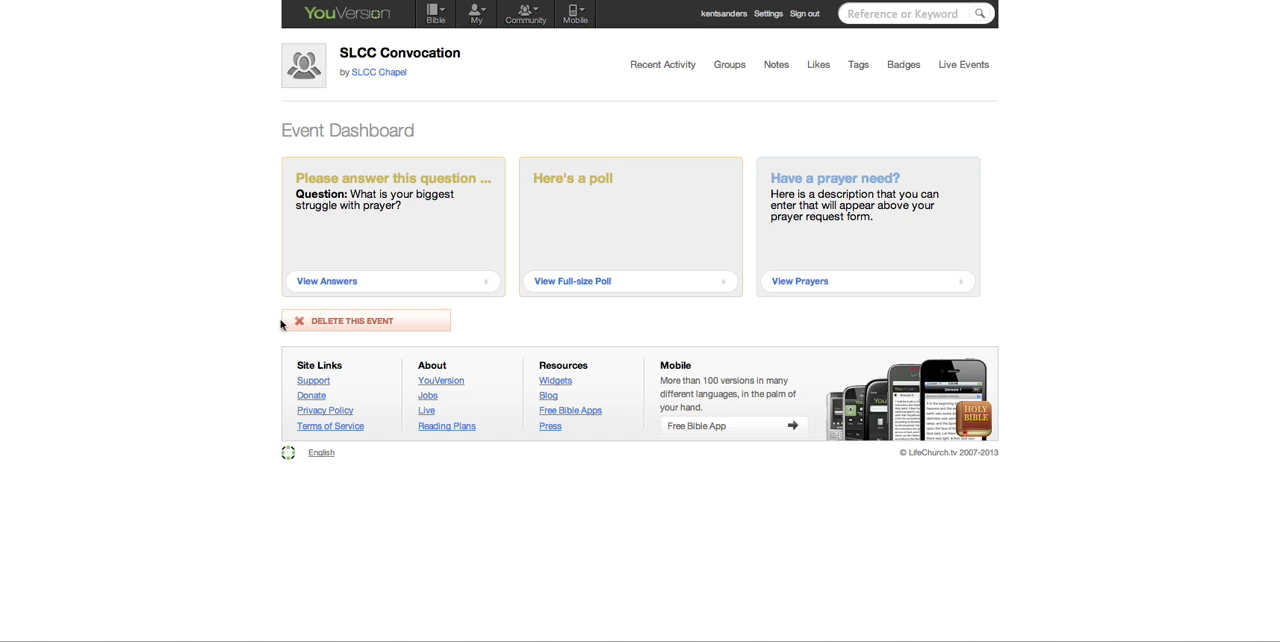 YouVersion
Bible
My
Community
Mobile
kentsanders Settings Sign out
Reference or Keyword
SLCC Convocation
by SLCC Chapel
Recent Activity Groups Notes Likes Tags Badges Live Events
Event Dashboard
Please answer this question ...
Question: What is your biggest
struggle with prayer?
View Answers
Here's a poll
View Full-size Poll
Have a prayer need?
Here is a description that you can
enter that will appear above your
prayer request form.
View Prayers
DELETE THIS EVENT
Site Links
Support
Donate
Privacy Policy
Terms of Service
About
YouVersion
Jobs
Live
Reading Plans
Resources
Widgets
Blog
Free Bible Apps
Press
Mobile
More than 100 versions in many
different languages, in the palm of
your hand.
Free Bible App
HOLY
BIBLE
English
© LifeChurch.tv 2007-2013